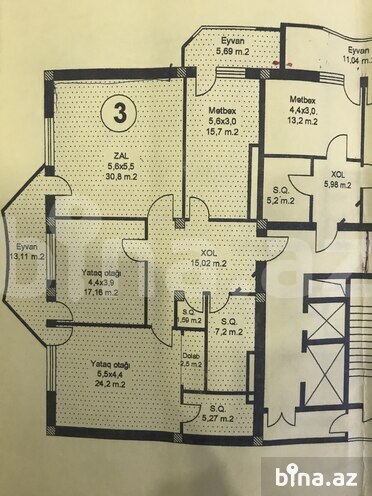 Eyvan
5,69 m.2
Eyvan
11,04 m.2
3
ZAL
5,6x5,5
30,8 m.2
Mətbəx
5,6x3,0
15,7 m.2
Mətbəx
4,4x3,0
13,2 m.2
S.Q.
5,2 m.2
XOL
5,98 m.2
Eyvan
13,11 m.2
XOL
15,02 m.2
Yataq otağı
4,4x3,9
17,16 m.2
bina.az
S.Q.
1,69 m.2
S.Q.
7,2 m.2
Yataq otağı
5,5x4,4
24,2 m.2
Dolab
2,5 m.2
S.Q.
5,27 m.2
bina.az